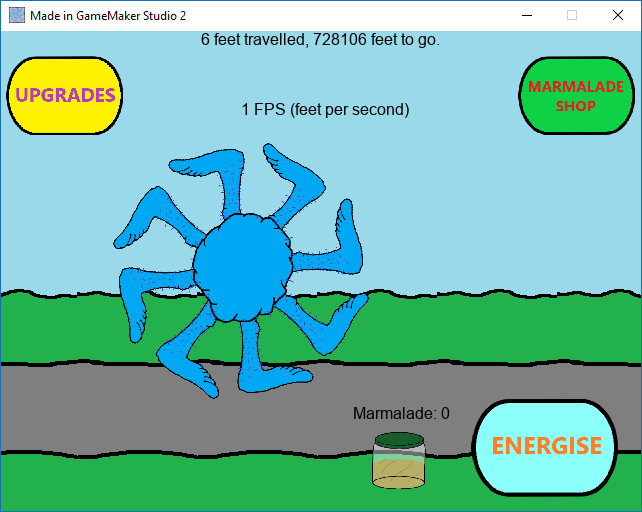 Made in GameMaker Studio 2
6 feet travelled, 728106 feet to go.
UPGRADES
MARMALADE
SHOP
1 FPS (feet per second)
Marmalade: 0
ENERGISE